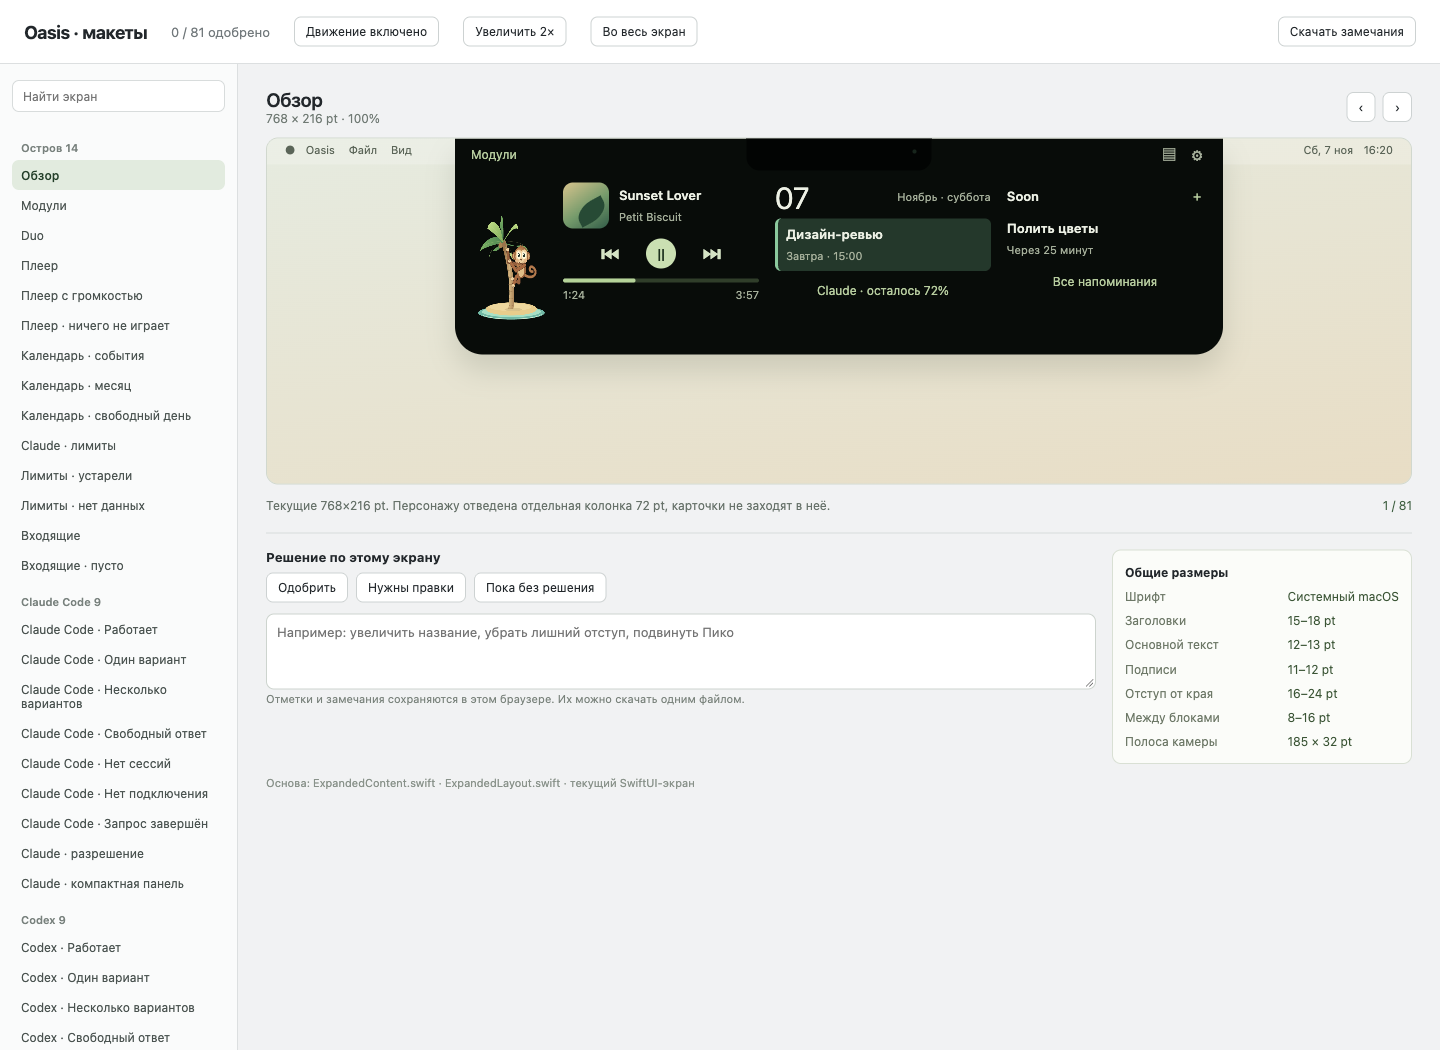 Oasis · макеты
0 / 81 одобрено
Движение включено
Увеличить 2×
Во весь экран
Скачать замечания
Найти экран
Остров 14
Обзор
Модули
Duo
Плеер
Плеер с громкостью
Плеер · ничего не играет
Календарь · события
Календарь · месяц
Календарь · свободный день
Claude · лимиты
Лимиты · устарели
Лимиты · нет данных
Входящие
Входящие · пусто
Claude Code 9
Claude Code · Работает
Claude Code · Один вариант
Claude Code · Несколько
вариантов
Claude Code · Свободный ответ
Claude Code · Нет сессий
Claude Code · Нет подключения
Claude Code · Запрос завершён
Claude · разрешение
Claude · компактная панель
Codex 9
Codex · Работает
Codex · Один вариант
Codex · Несколько вариантов
Codex · Свободный ответ
Обзор
768 × 216 pt · 100%
‹
›
Oasis Файл Вид
Сб, 7 ноя 16:20
Модули
Sunset Lover
Petit Biscuit
1:24
3:57
07
Ноябрь · суббота
Дизайн-ревью
Завтра · 15:00
Claude · осталось 72%
Soon
+
Полить цветы
Через 25 минут
Все напоминания
Текущие 768×216 pt. Персонажу отведена отдельная колонка 72 pt, карточки не заходят в неё.
1 / 81
Решение по этому экрану
Одобрить
Нужны правки
Пока без решения
Например: увеличить название, убрать лишний отступ, подвинуть Пико
Отметки и замечания сохраняются в этом браузере. Их можно скачать одним файлом.
Общие размеры
Шрифт Системный macOS
Заголовки 15–18 pt
Основной текст 12–13 pt
Подписи 11–12 pt
Отступ от края 16–24 pt
Между блоками 8–16 pt
Полоса камеры 185 × 32 pt
Основа: ExpandedContent.swift · ExpandedLayout.swift · текущий SwiftUI-экран